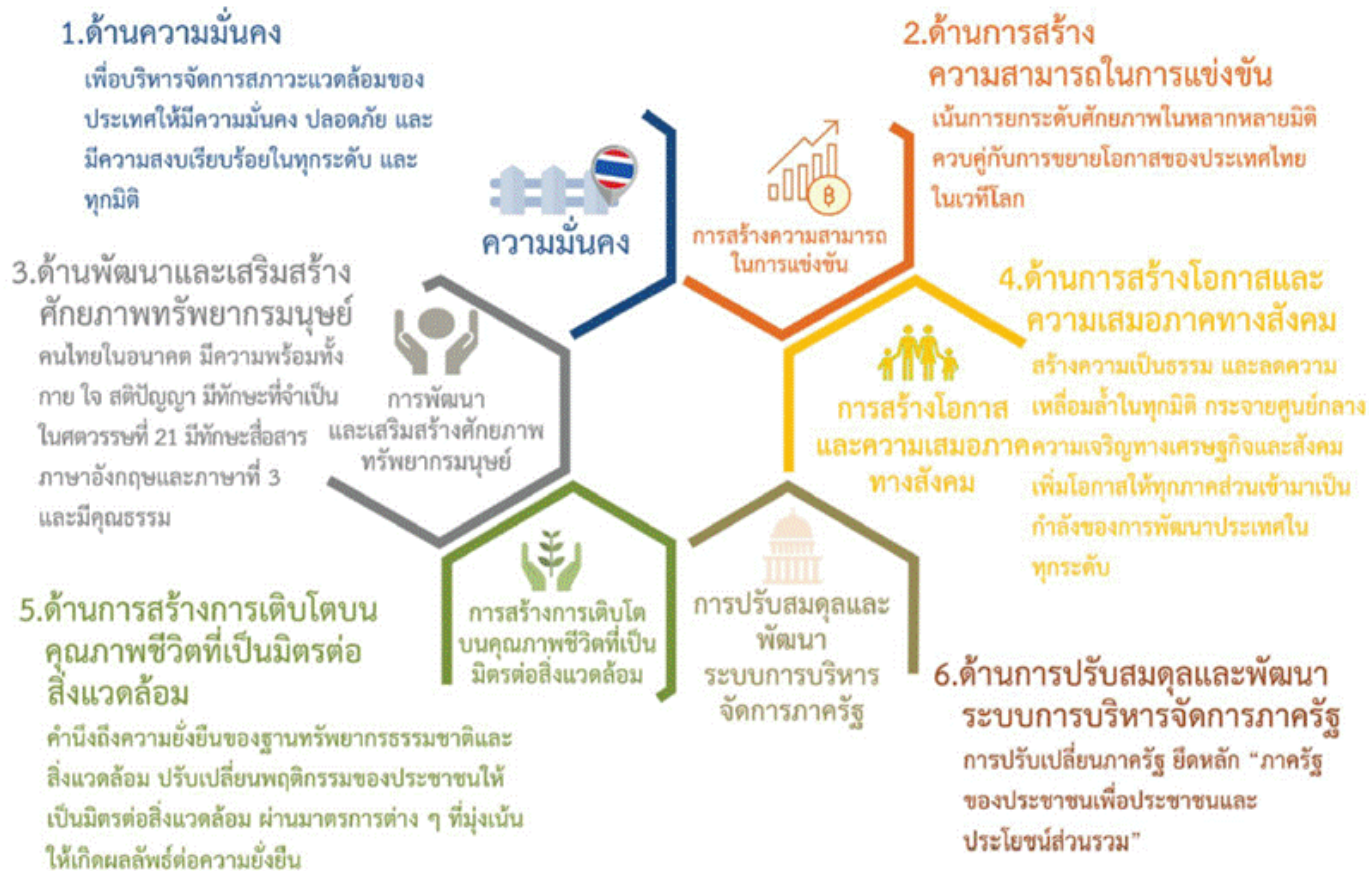 1.ด้านความมั่นคง
เพื่อบริหารจัดการสภาวะแวดล้อมของ
ประเทศให้มีความมั่นคง ปลอดภัย และ
มีความสงบเรียบร้อยในทุกระดับ และ
ทุกมิติ
ความมั่นคง
2.ด้านการสร้าง
ความสามารถในการแข่งขัน
เน้นการยกระดับศักยภาพในหลากหลายมิติ
ควบคู่กับการขยายโอกาสของประเทศไทย
ในเวทีโลก
การสร้างความสามารถ
ในการแข่งขัน
3.ด้านพัฒนาและเสริมสร้าง
ศักยภาพทรัพยากรมนุษย์
คนไทยในอนาคต มีความพร้อมทั้ง
กาย ใจ สติปัญญา มีทักษะที่จำเป็น
ในศตวรรษที่ 21 มีทักษะสื่อสาร
ภาษาอังกฤษและภาษาที่ 3
และมีคุณธรรม
การพัฒนา
และเสริมสร้างศักยภาพ
ทรัพยากรมนุษย์
4.ด้านการสร้างโอกาสและ
ความเสมอภาคทางสังคม
สร้างความเป็นธรรม และลดความ
เหลื่อมล้ำในทุกมิติ กระจายศูนย์กลาง
ความเจริญทางเศรษฐกิจและสังคม
เพิ่มโอกาสให้ทุกภาคส่วนเข้ามาเป็น
กำลังของการพัฒนาประเทศใน
ทุกระดับ
การสร้างโอกาส
และความเสมอภาค
ทางสังคม
5.ด้านการสร้างการเติบโตบน
คุณภาพชีวิตที่เป็นมิตรต่อ
สิ่งแวดล้อม
คำนึงถึงความยั่งยืนของฐานทรัพยากรธรรมชาติและ
สิ่งแวดล้อม ปรับเปลี่ยนพฤติกรรมของประชาชนให้
เป็นมิตรต่อสิ่งแวดล้อม ผ่านมาตรการต่าง ๆ ที่มุ่งเน้น
ให้เกิดผลลัพธ์ต่อความยั่งยืน
การสร้างการเติบโต
บนคุณภาพชีวิตที่เป็น
มิตรต่อสิ่งแวดล้อม
การปรับสมดุลและ
พัฒนา
ระบบการบริหาร
จัดการภาครัฐ
6.ด้านการปรับสมดุลและพัฒนา
ระบบการบริหารจัดการภาครัฐ
การปรับเปลี่ยนภาครัฐ ยึดหลัก “ภาครัฐ
ของประชาชนเพื่อประชาชนและ
ประโยชน์ส่วนรวม”
฿